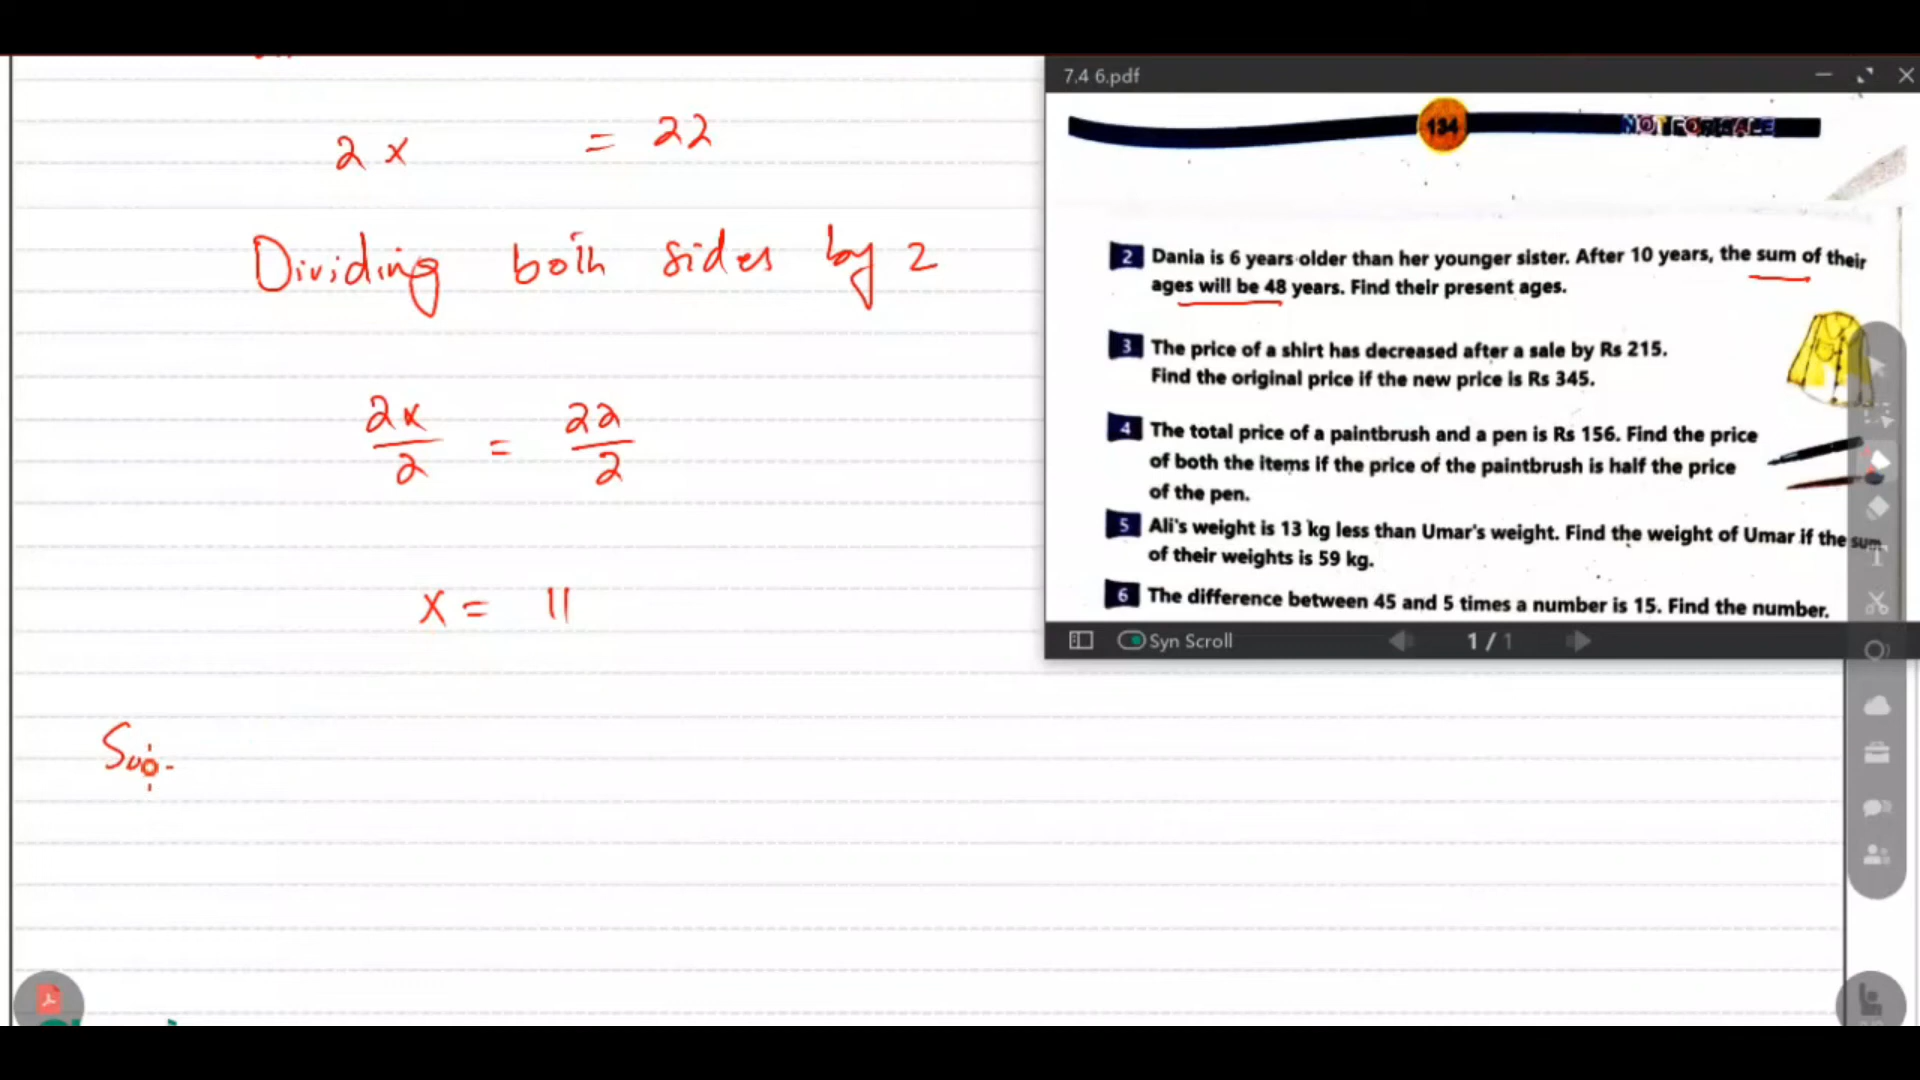 2x = 22
Dividing both sides by 2
2x/2 = 22/2
x = 11
7.4 6.pdf
134
NOT FOR SALE
2 Dania is 6 years older than her younger sister. After 10 years, the sum of their
ages will be 48 years. Find their present ages.
3 The price of a shirt has decreased after a sale by Rs 215.
Find the original price if the new price is Rs 345.
4 The total price of a paintbrush and a pen is Rs 156. Find the price
of both the items if the price of the paintbrush is half the price
of the pen.
5 Ali's weight is 13 kg less than Umar's weight. Find the weight of Umar if the sum
of their weights is 59 kg.
6 The difference between 45 and 5 times a number is 15. Find the number.
Syn Scroll
1 / 1